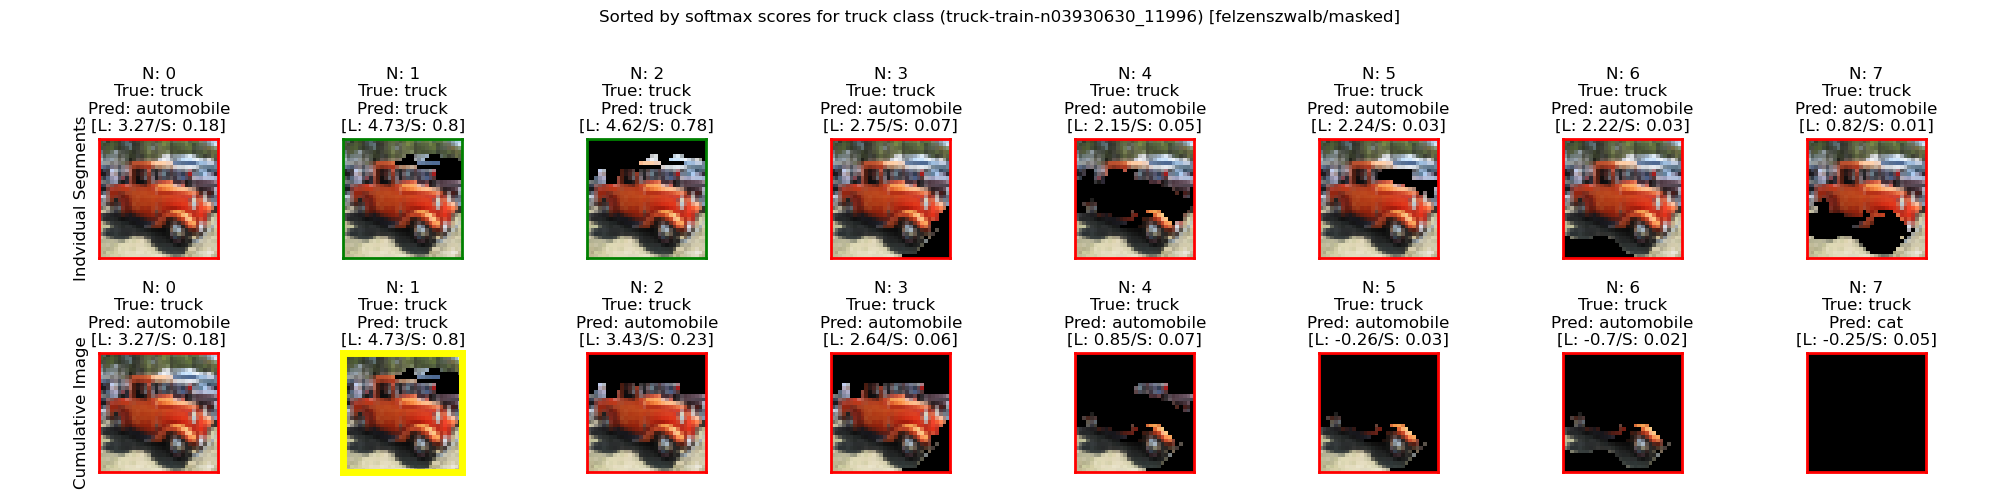 Sorted by softmax scores for truck class (truck-train-n03930630_11996) [felzenszwalb/masked]
Individual Segments
N: 0
True: truck
Pred: automobile
[L: 3.27/S: 0.18]
N: 1
True: truck
Pred: truck
[L: 4.73/S: 0.8]
N: 2
True: truck
Pred: truck
[L: 4.62/S: 0.78]
N: 3
True: truck
Pred: automobile
[L: 2.75/S: 0.07]
N: 4
True: truck
Pred: automobile
[L: 2.15/S: 0.05]
N: 5
True: truck
Pred: automobile
[L: 2.24/S: 0.03]
N: 6
True: truck
Pred: automobile
[L: 2.22/S: 0.03]
N: 7
True: truck
Pred: automobile
[L: 0.82/S: 0.01]
Cumulative Image
N: 0
True: truck
Pred: automobile
[L: 3.27/S: 0.18]
N: 1
True: truck
Pred: truck
[L: 4.73/S: 0.8]
N: 2
True: truck
Pred: automobile
[L: 3.43/S: 0.23]
N: 3
True: truck
Pred: automobile
[L: 2.64/S: 0.06]
N: 4
True: truck
Pred: automobile
[L: 0.85/S: 0.07]
N: 5
True: truck
Pred: automobile
[L: -0.26/S: 0.03]
N: 6
True: truck
Pred: automobile
[L: -0.7/S: 0.02]
N: 7
True: truck
Pred: cat
[L: -0.25/S: 0.05]